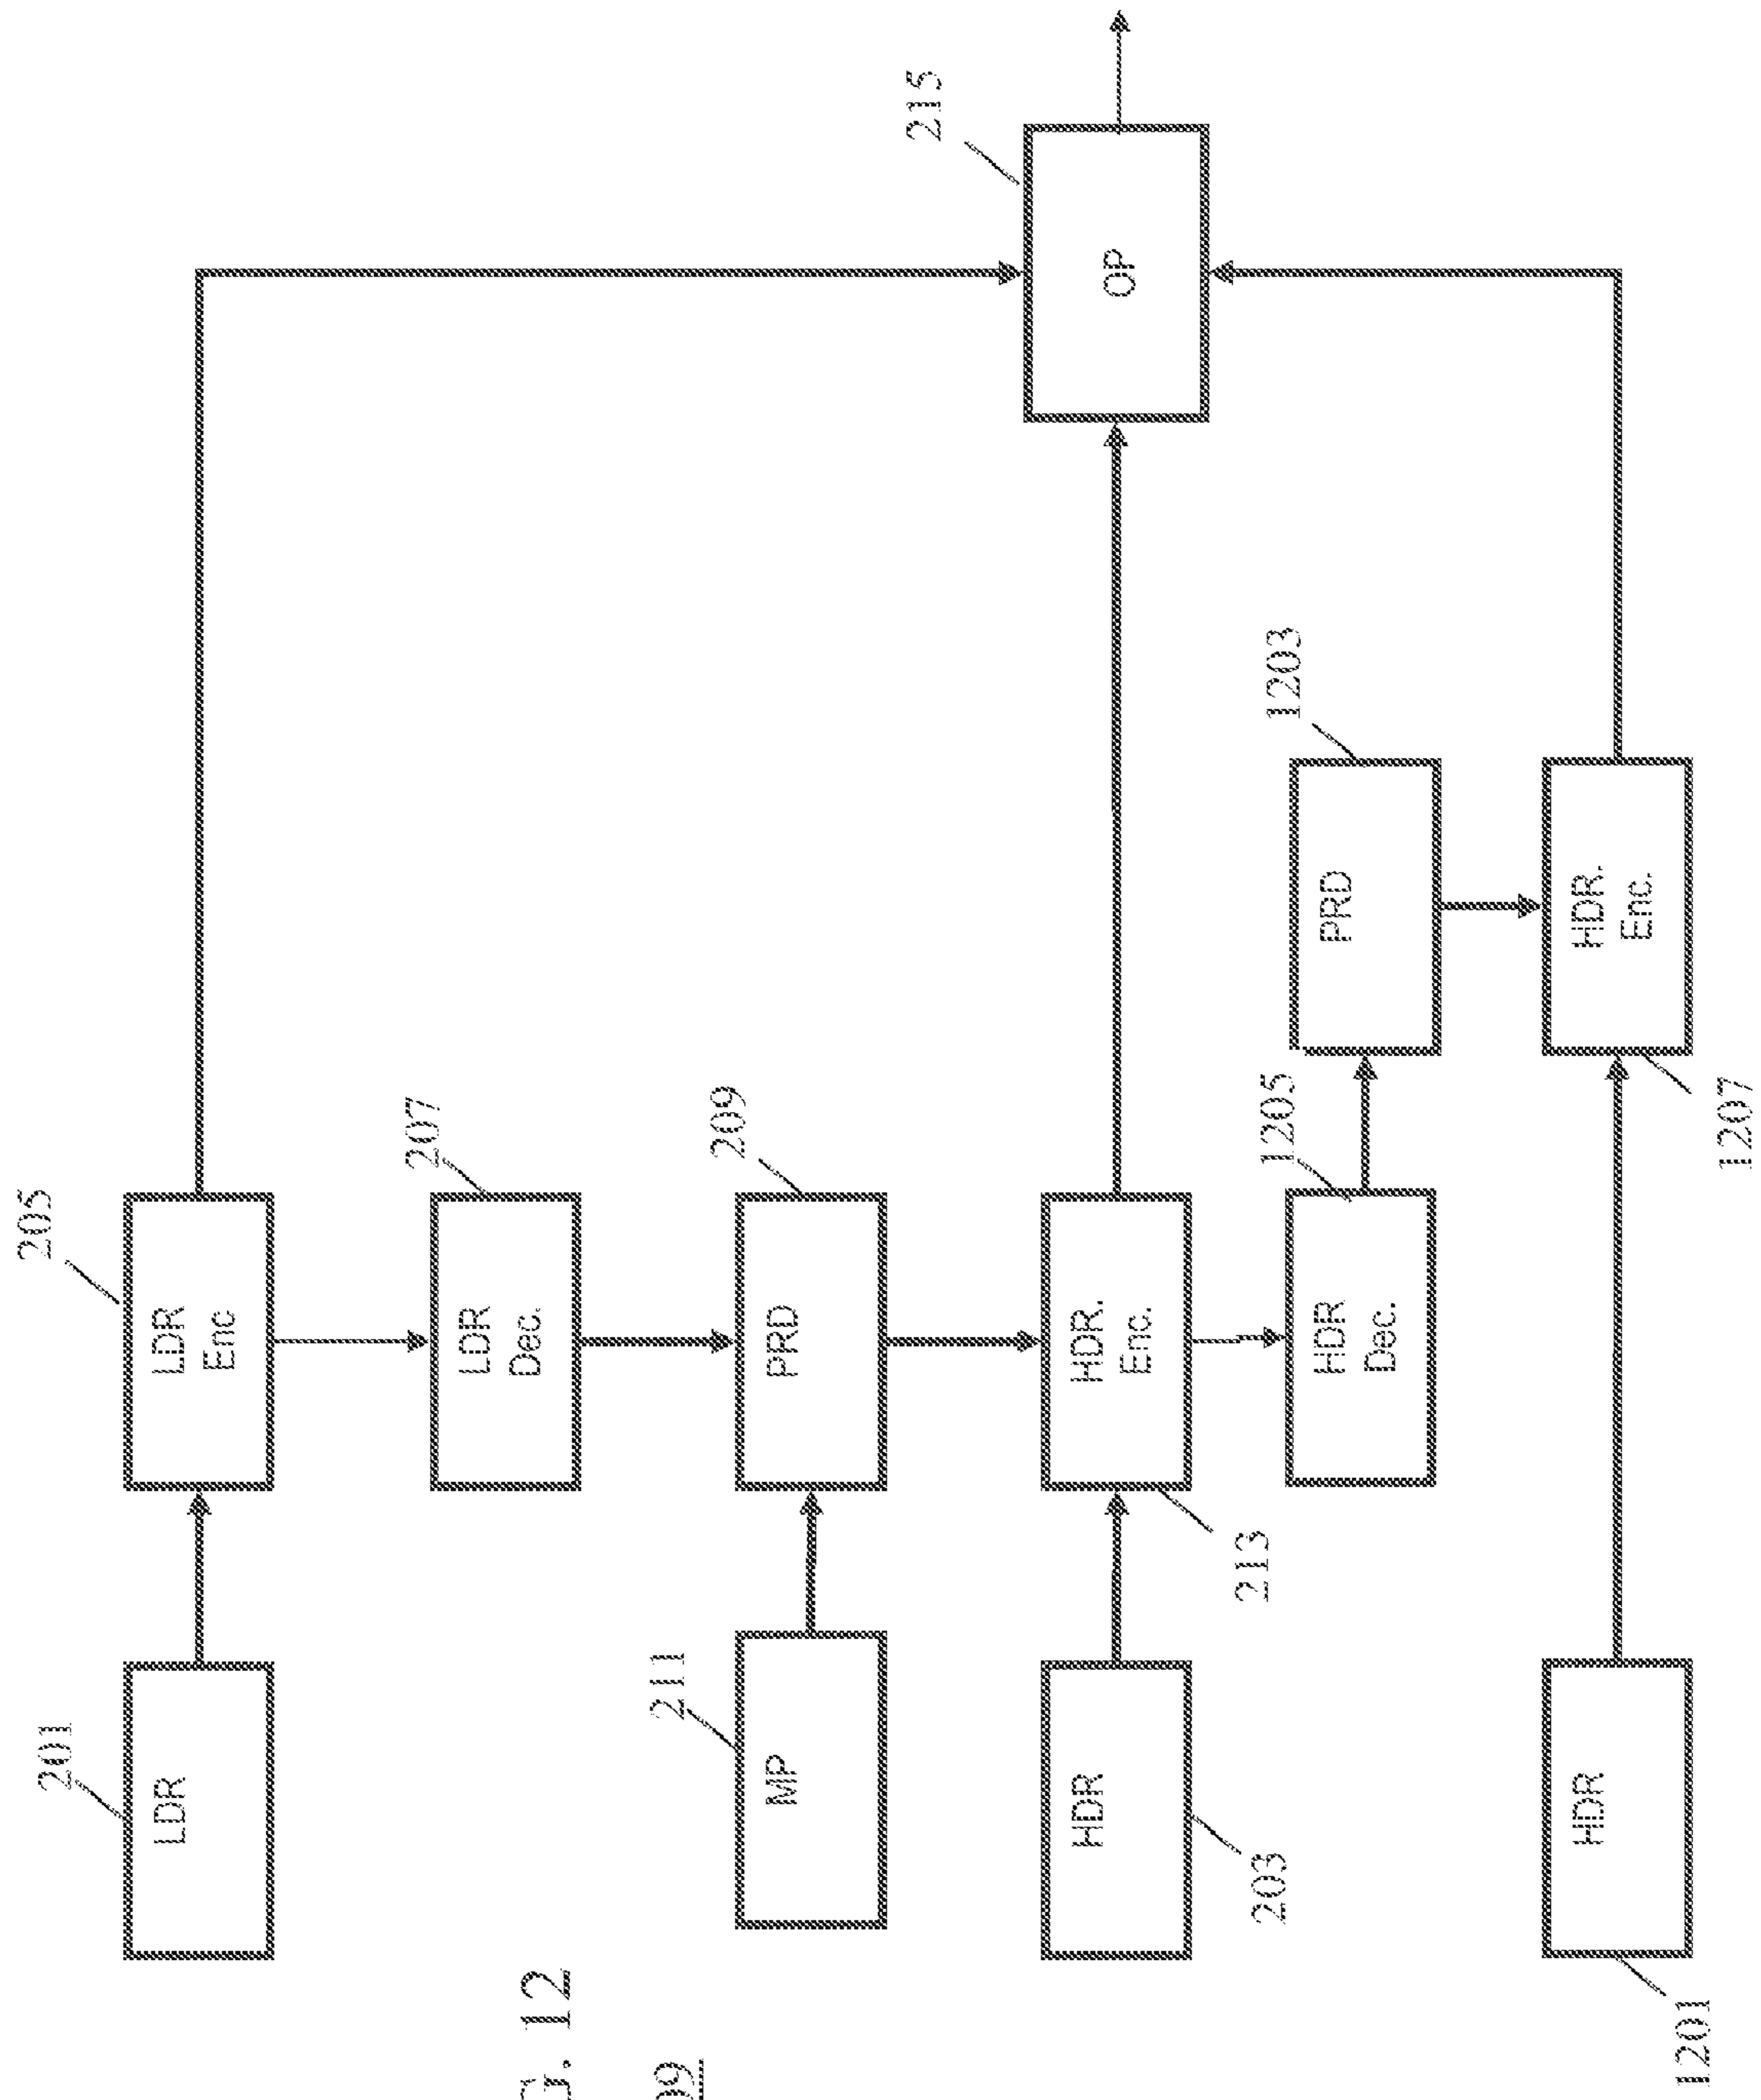 201
LDR
205
LDR
Enc
207
LDR
Dec.
211
MP
209
PRD
HDR
203
HDR.
Enc.
213
HDR
Dec.
1205
PRD
1203
HDR
1201
HDR.
Enc.
1207
OP
215
12